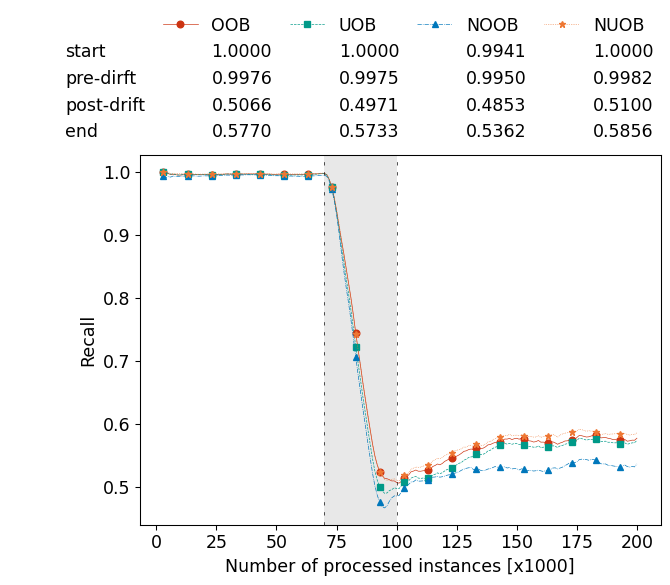 OOB UOB NOOB NUOB
start 1.0000 1.0000 0.9941 1.0000
pre-dirft 0.9976 0.9975 0.9950 0.9982
post-drift 0.5066 0.4971 0.4853 0.5100
end 0.5770 0.5733 0.5362 0.5856
1.0
0.9
0.8
0.7
0.6
0.5
Recall
0 25 50 75 100 125 150 175 200
Number of processed instances [x1000]